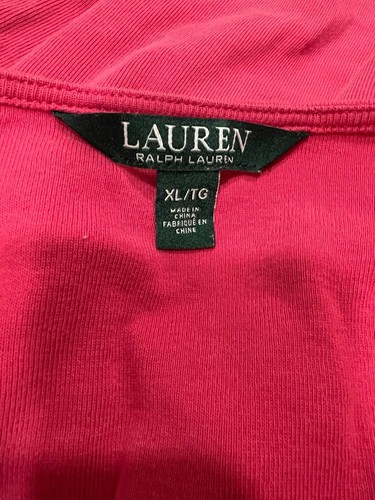 LAUREN
RALPH LAUREN
XL/TG
MADE IN
CHINA
FABRIQUÉ EN
CHINE